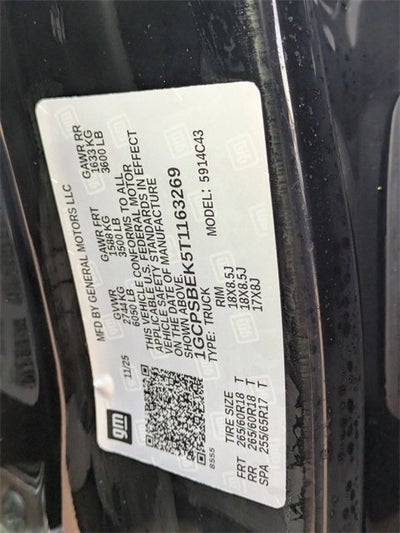 gm
MFD BY GENERAL MOTORS LLC
11/25
GVWR GAWR FRT GAWR RR
2744 KG 1588 KG 1633 KG
6050 LB 3500 LB 3600 LB
THIS VEHICLE CONFORMS TO ALL
APPLICABLE U.S. FEDERAL MOTOR
VEHICLE SAFETY STANDARDS IN EFFECT
ON THE DATE OF MANUFACTURE
SHOWN ABOVE.
1GCPSBEK5T1163269
TYPE: TRUCK MODEL: 5914C43
8555
TIRE SIZE RIM
FRT 265/60R18 T 18X8.5J
RR 265/60R18 T 18X8.5J
SPA 255/65R17 T 17X8J